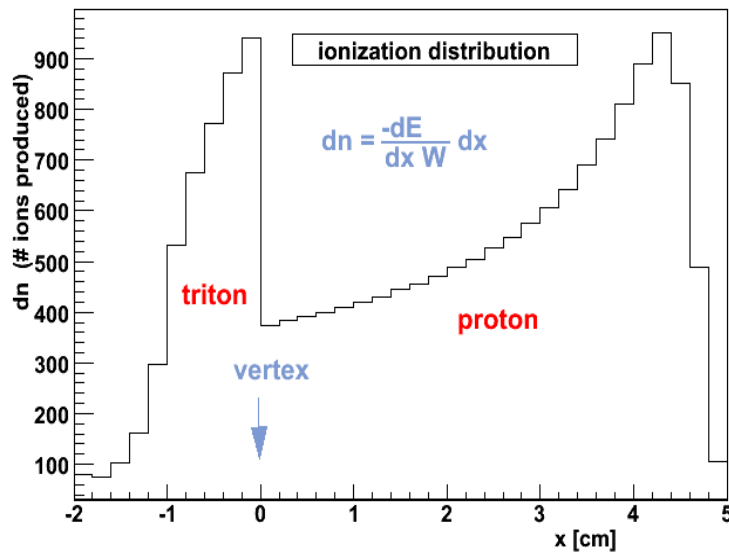 ionization distribution
dn = -dE
dx W dx
dn (# ions produced)
900
800
700
600
500
400
300
200
100
triton
proton
vertex
-2 -1 0 1 2 3 4 5
x [cm]